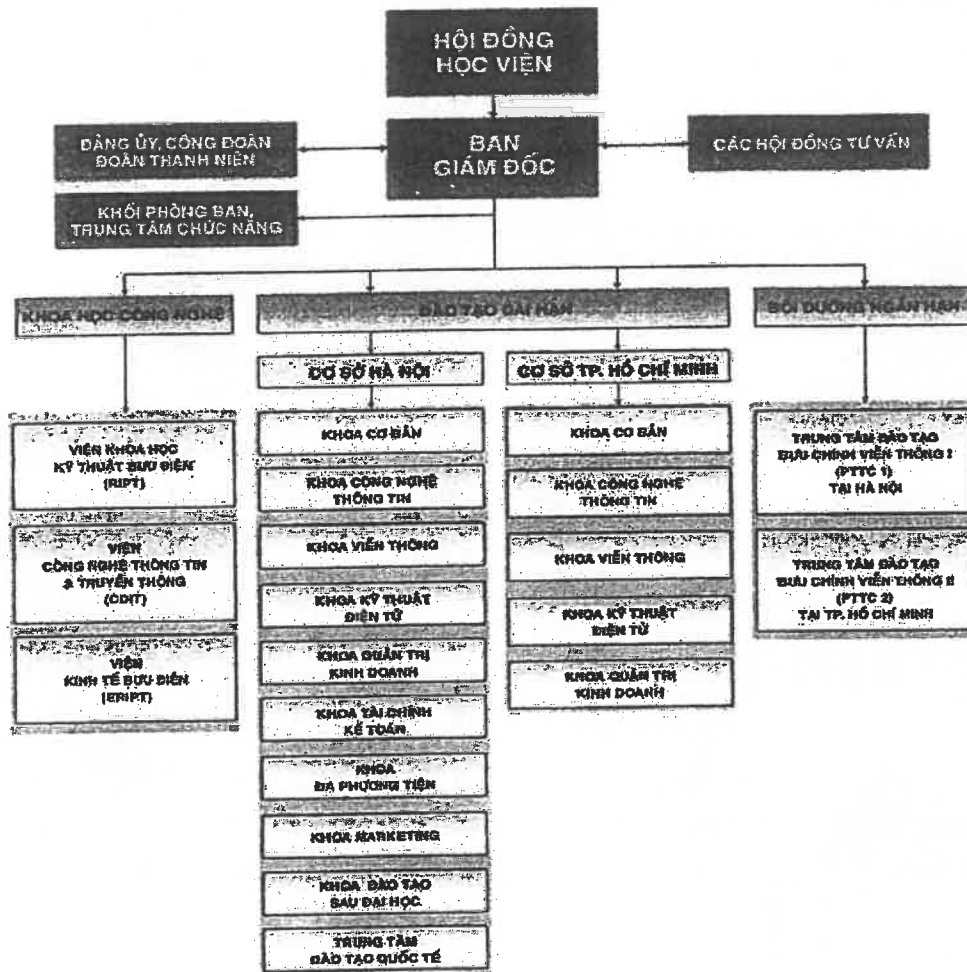 HỘI ĐỒNG
HỌC VIỆN
ĐẢNG ỦY, CÔNG ĐOÀN
ĐOÀN THANH NIÊN
BAN
GIÁM ĐỐC
CÁC HỘI ĐỒNG TƯ VẤN
KHỐI PHÒNG BAN,
TRUNG TÂM CHỨC NĂNG
KHOA HỌC CÔNG NGHỆ
ĐÀO TẠO DÀI HẠN
BỒI DƯỠNG NGẮN HẠN
CƠ SỞ HÀ NỘI
CƠ SỞ TP. HỒ CHÍ MINH
VIỆN KHOA HỌC
KỸ THUẬT BƯU ĐIỆN
(RIPT)
VIỆN
CÔNG NGHỆ THÔNG TIN
& TRUYỀN THÔNG
(CDIT)
VIỆN
KINH TẾ BƯU ĐIỆN
(ERIPT)
KHOA CƠ BẢN
KHOA CÔNG NGHỆ
THÔNG TIN
KHOA VIỄN THÔNG
KHOA KỸ THUẬT
ĐIỆN TỬ
KHOA QUẢN TRỊ
KINH DOANH
KHOA TÀI CHÍNH
KẾ TOÁN
KHOA
ĐA PHƯƠNG TIỆN
KHOA MARKETING
KHOA ĐÀO TẠO
SAU ĐẠI HỌC
TRUNG TÂM
ĐÀO TẠO QUỐC TẾ
KHOA CƠ BẢN
KHOA CÔNG NGHỆ
THÔNG TIN
KHOA VIỄN THÔNG
KHOA KỸ THUẬT
ĐIỆN TỬ
KHOA QUẢN TRỊ
KINH DOANH
TRUNG TÂM ĐÀO TẠO
BƯU CHÍNH VIỄN THÔNG I
(PTTC 1)
TẠI HÀ NỘI
TRUNG TÂM ĐÀO TẠO
BƯU CHÍNH VIỄN THÔNG II
(PTTC 2)
TẠI TP. HỒ CHÍ MINH